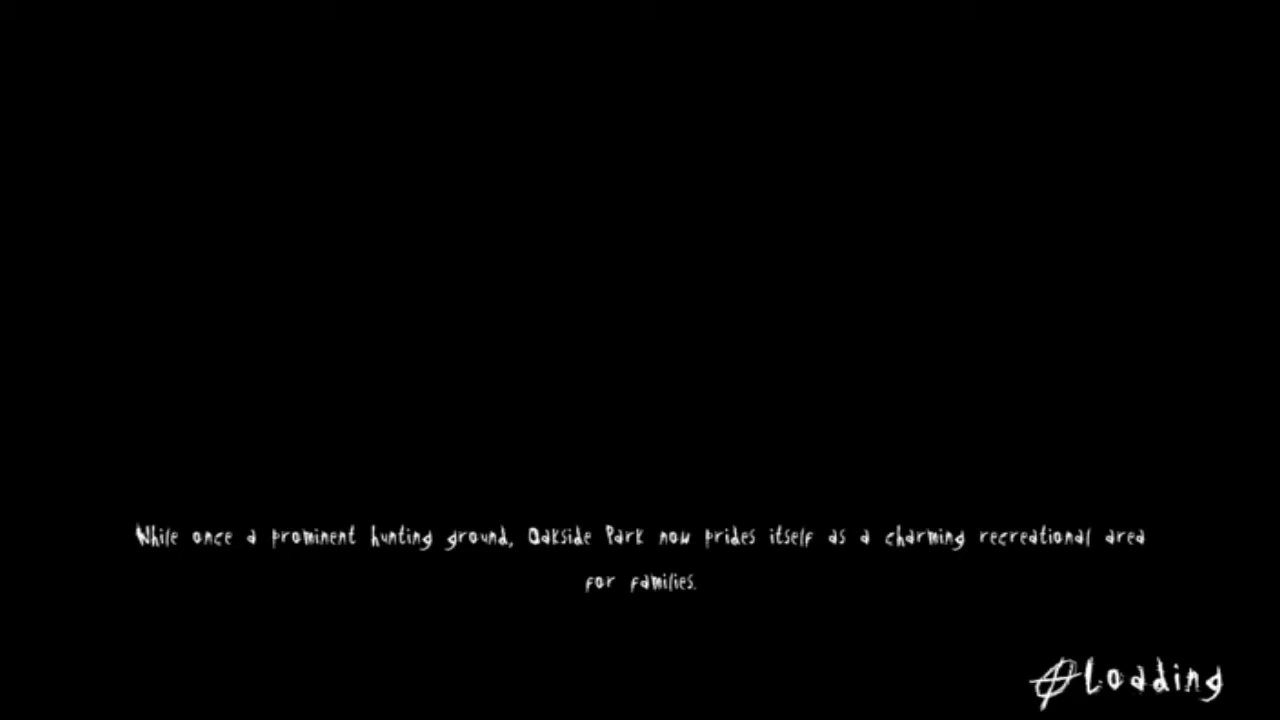 While once a prominent hunting ground, Oakside Park now prides itself as a charming recreational area
for families.
Loading